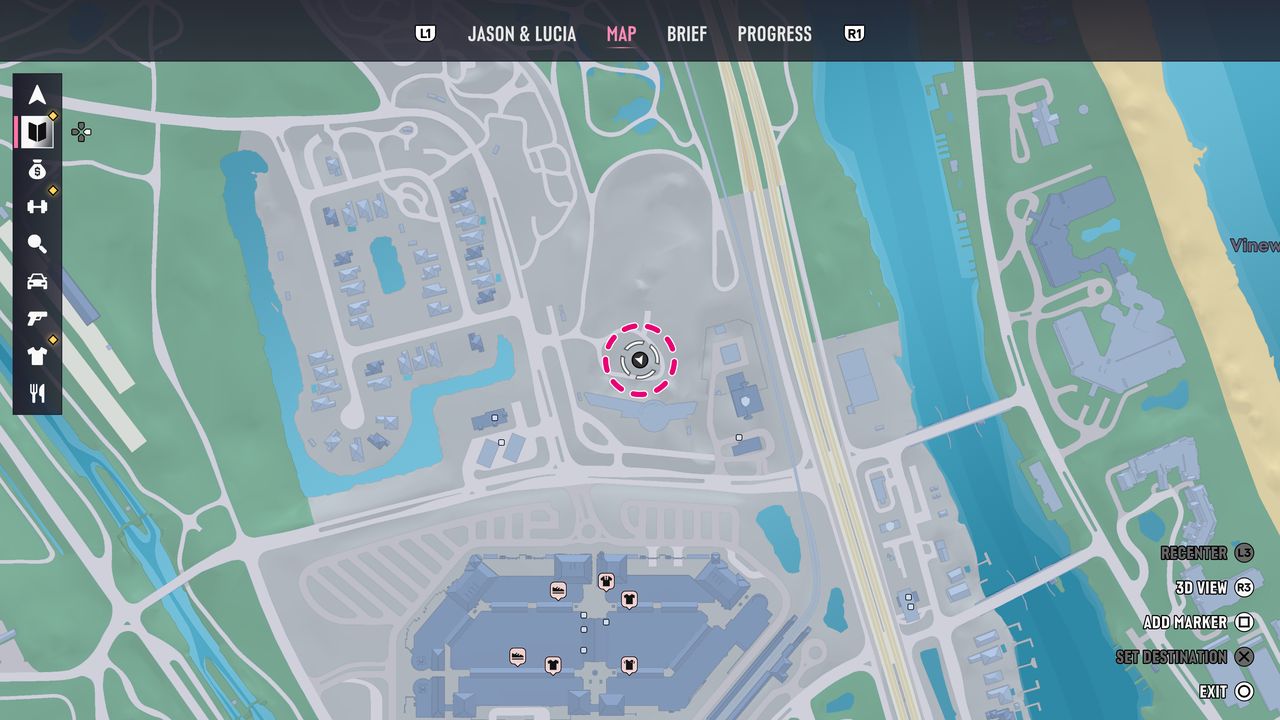 L1 JASON & LUCIA MAP BRIEF PROGRESS R1
$
Vinew
RECENTER L3
3D VIEW R3
ADD MARKER
SET DESTINATION
EXIT